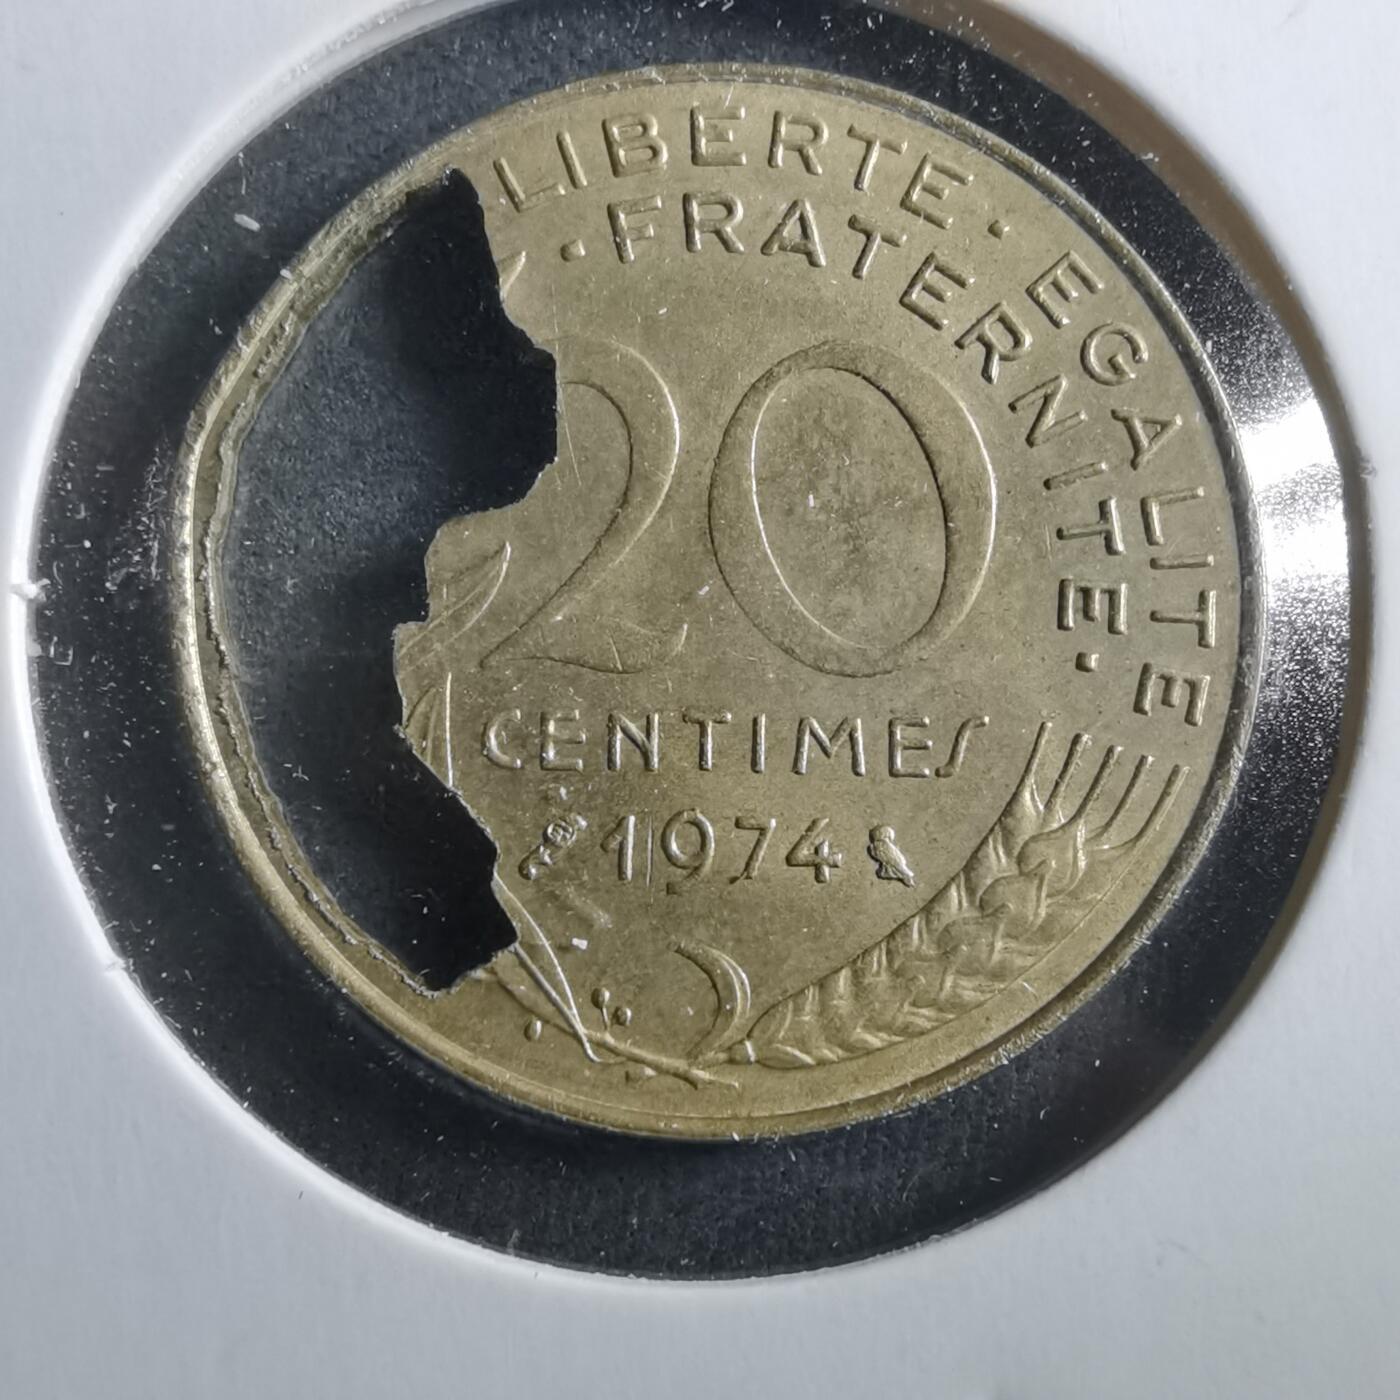 LIBERTE · EGALITE
· FRATERNITE ·
20
CENTIMES
1974